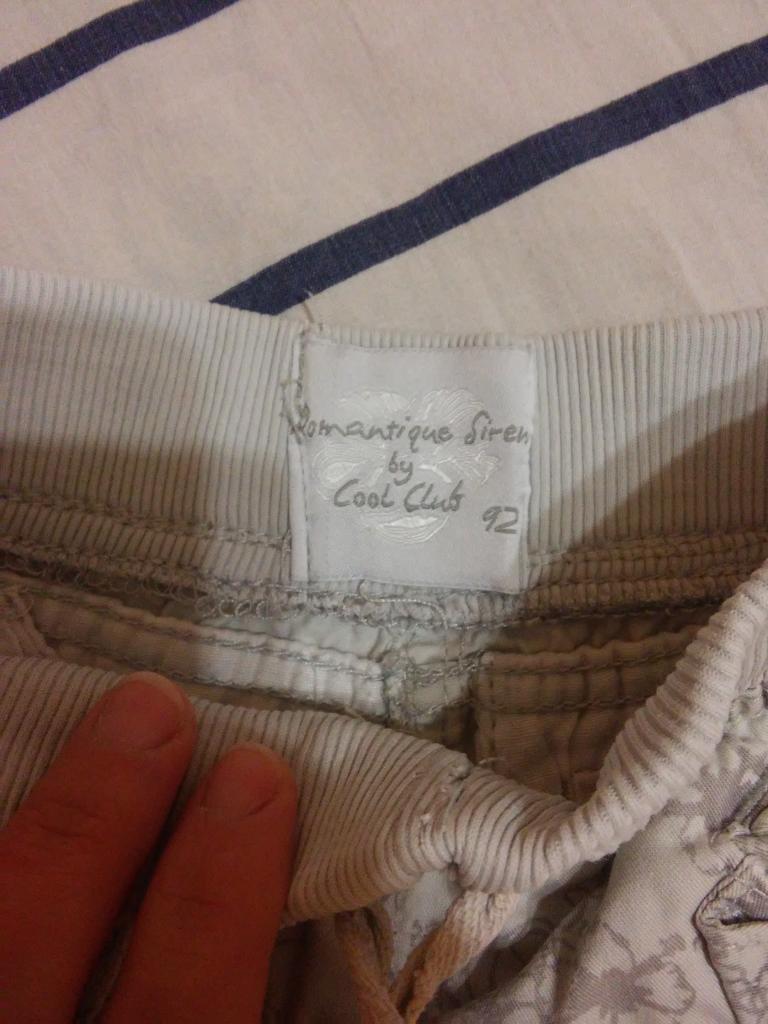 Romantique Siren
by
Cool Club
92